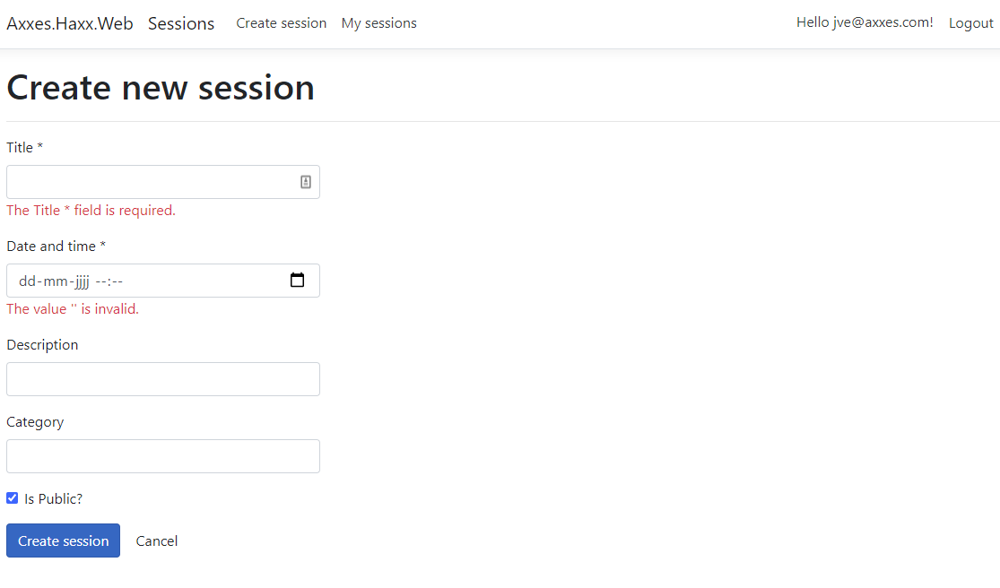 Axxes.Haxx.Web Sessions Create session My sessions Hello jve@axxes.com! Logout
Create new session
Title *
The Title * field is required.
Date and time *
dd-mm-jjjj --:--
The value '' is invalid.
Description
Category
Is Public?
Create session Cancel